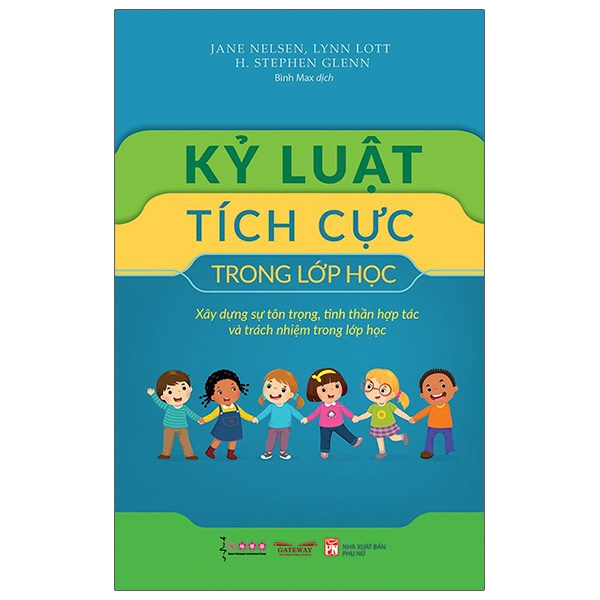 JANE NELSEN, LYNN LOTT
H. STEPHEN GLENN
Bình Max dịch
KỶ LUẬT
TÍCH CỰC
TRONG LỚP HỌC
Xây dựng sự tôn trọng, tinh thần hợp tác
và trách nhiệm trong lớp học
GATEWAY
PN
NHÀ XUẤT BẢN
PHỤ NỮ